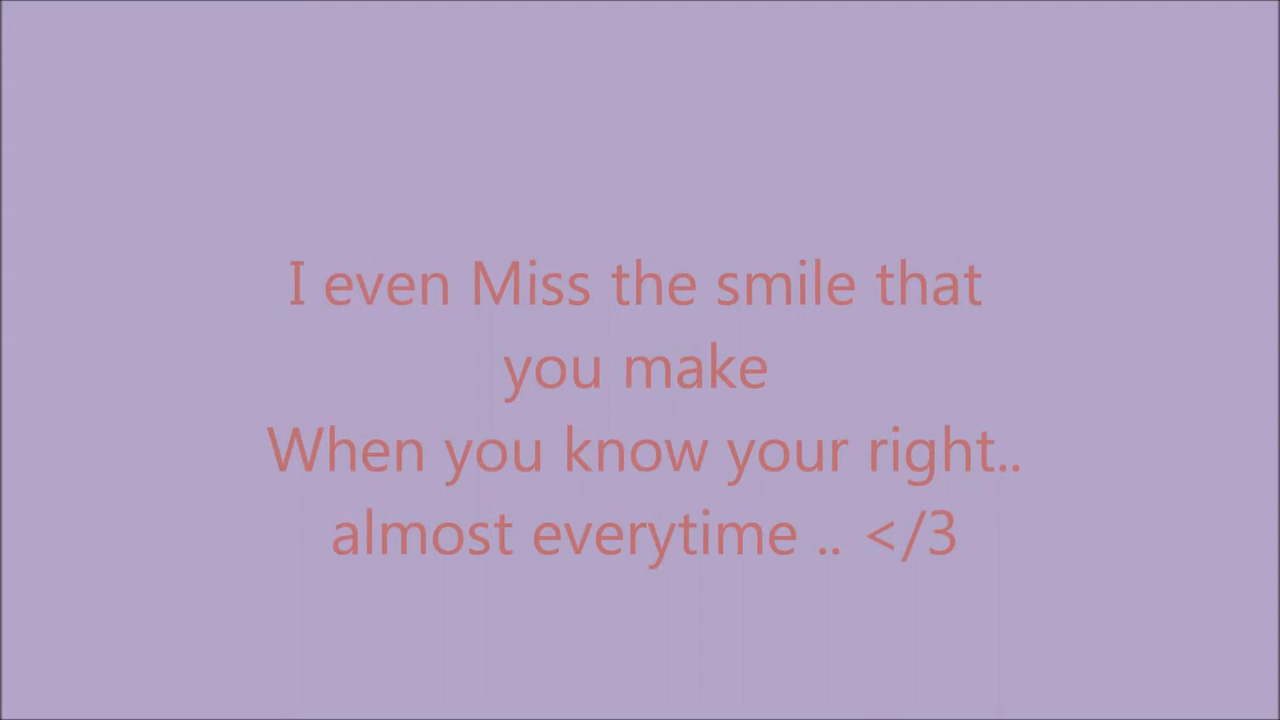 I even Miss the smile that
you make
When you know your right..
almost everytime .. </3